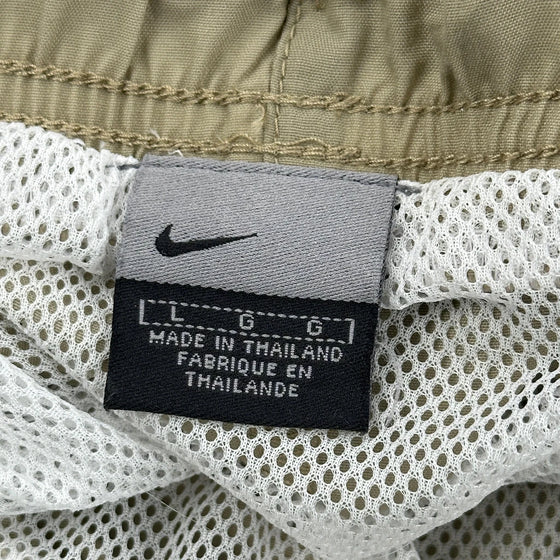 L G G
MADE IN THAILAND
FABRIQUE EN
THAILANDE